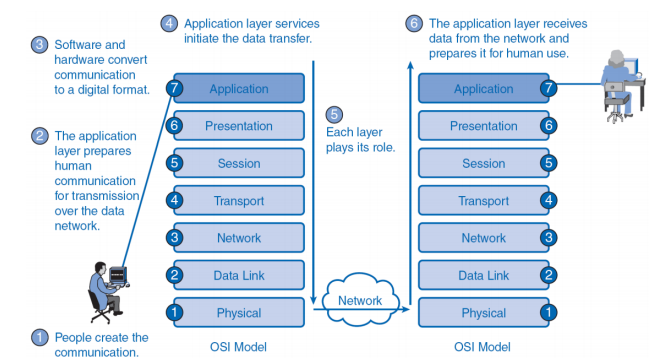 4 Application layer services
initiate the data transfer.
6 The application layer receives
data from the network and
prepares it for human use.
3 Software and
hardware convert
communication
to a digital format.
2 The application
layer prepares
human
communication
for transmission
over the data
network.
1 People create the
communication.
7 Application
6 Presentation
5 Session
4 Transport
3 Network
2 Data Link
1 Physical
OSI Model
5
Each layer
plays its role.
Network
Application 7
Presentation 6
Session 5
Transport 4
Network 3
Data Link 2
Physical 1
OSI Model